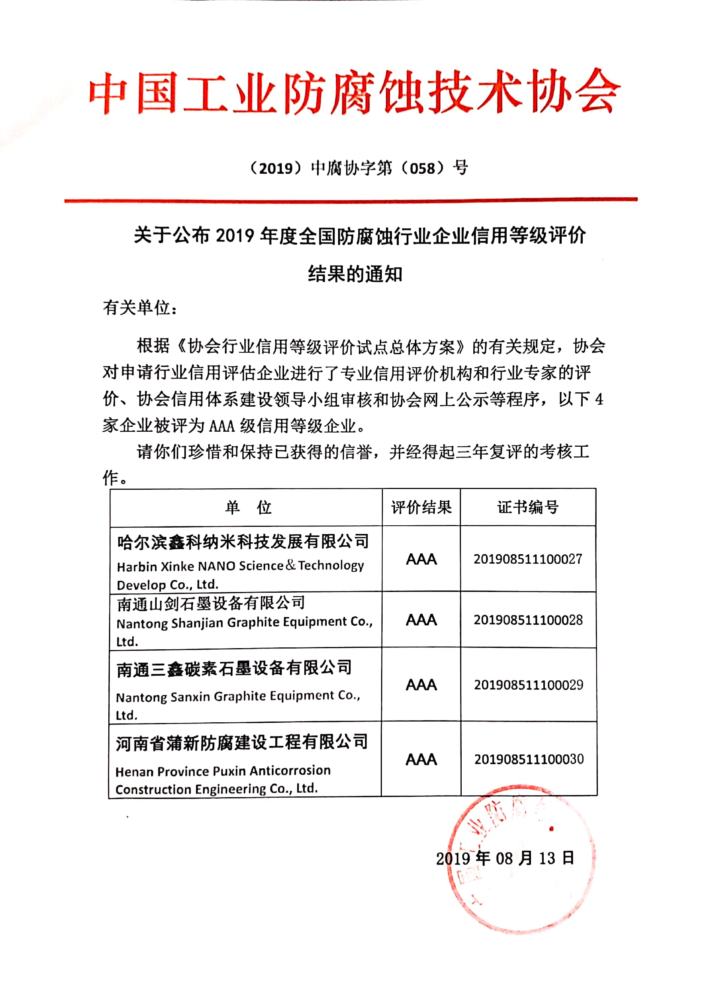 中国工业防腐蚀技术协会
（2019）中腐协字第（058）号
关于公布 2019 年度全国防腐蚀行业企业信用等级评价
结果的通知
有关单位：
根据《协会行业信用等级评价试点总体方案》的有关规定，协会
对申请行业信用评估企业进行了专业信用评价机构和行业专家的评
价、协会信用体系建设领导小组审核和协会网上公示等程序，以下 4
家企业被评为 AAA 级信用等级企业。
请你们珍惜和保持已获得的信誉，并经得起三年复评的考核工
作。
单 位 评价结果 证书编号
哈尔滨鑫科纳米科技发展有限公司
Harbin Xinke NANO Science&Technology
Develop Co., Ltd.
AAA 201908511100027
南通山剑石墨设备有限公司
Nantong Shanjian Graphite Equipment Co.,
Ltd.
AAA 201908511100028
南通三鑫碳素石墨设备有限公司
Nantong Sanxin Graphite Equipment Co.,
Ltd.
AAA 201908511100029
河南省蒲新防腐建设工程有限公司
Henan Province Puxin Anticorrosion
Construction Engineering Co., Ltd.
AAA 201908511100030
工业防腐
2019 年 08 月 13 日